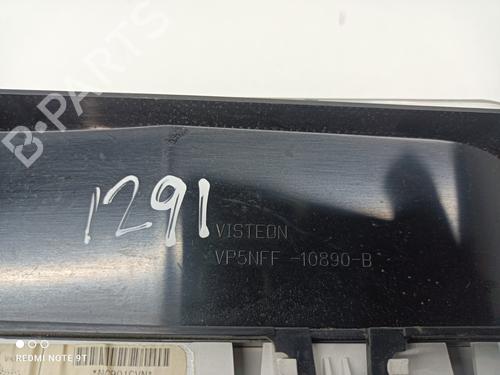 B-PARTS
1291
VISTEON
VP5NFF -10890-B
REDMI NOTE 9T